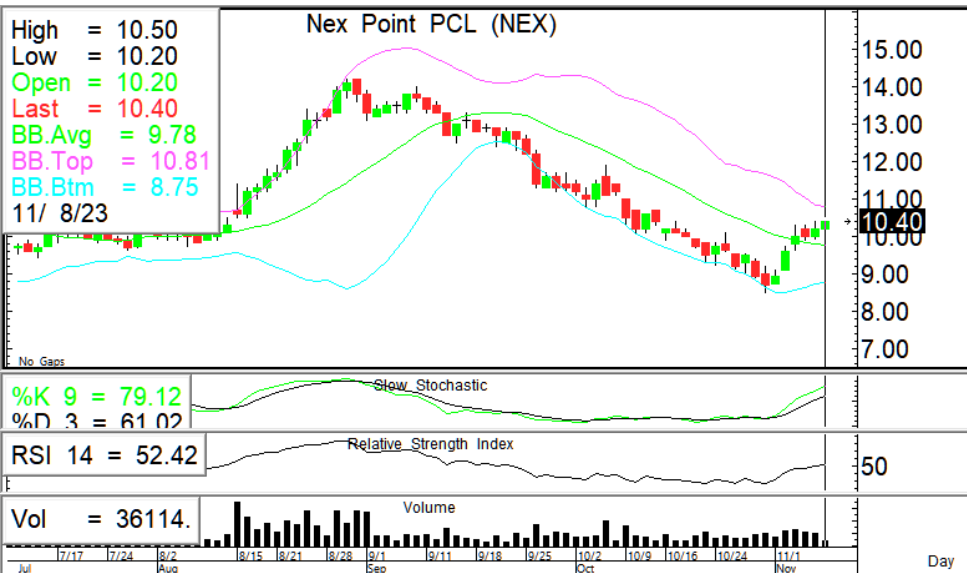 Nex Point PCL (NEX)
High = 10.50
Low = 10.20
Open = 10.20
Last = 10.40
BB.Avg = 9.78
BB.Top = 10.81
BB.Btm = 8.75
11/ 8/23
15.00
14.00
13.00
12.00
11.00
10.40
10.00
9.00
8.00
7.00
No Gaps
%K 9 = 79.12
%D 3 = 61.02
Slow Stochastic
RSI 14 = 52.42
Relative Strength Index
50
Vol = 36114.
Volume
7/17 7/24 8/2 8/15 8/21 8/28 9/1 9/11 9/18 9/25 10/2 10/9 10/16 10/24 11/1
Jul Aug Sep Oct Nov
Day